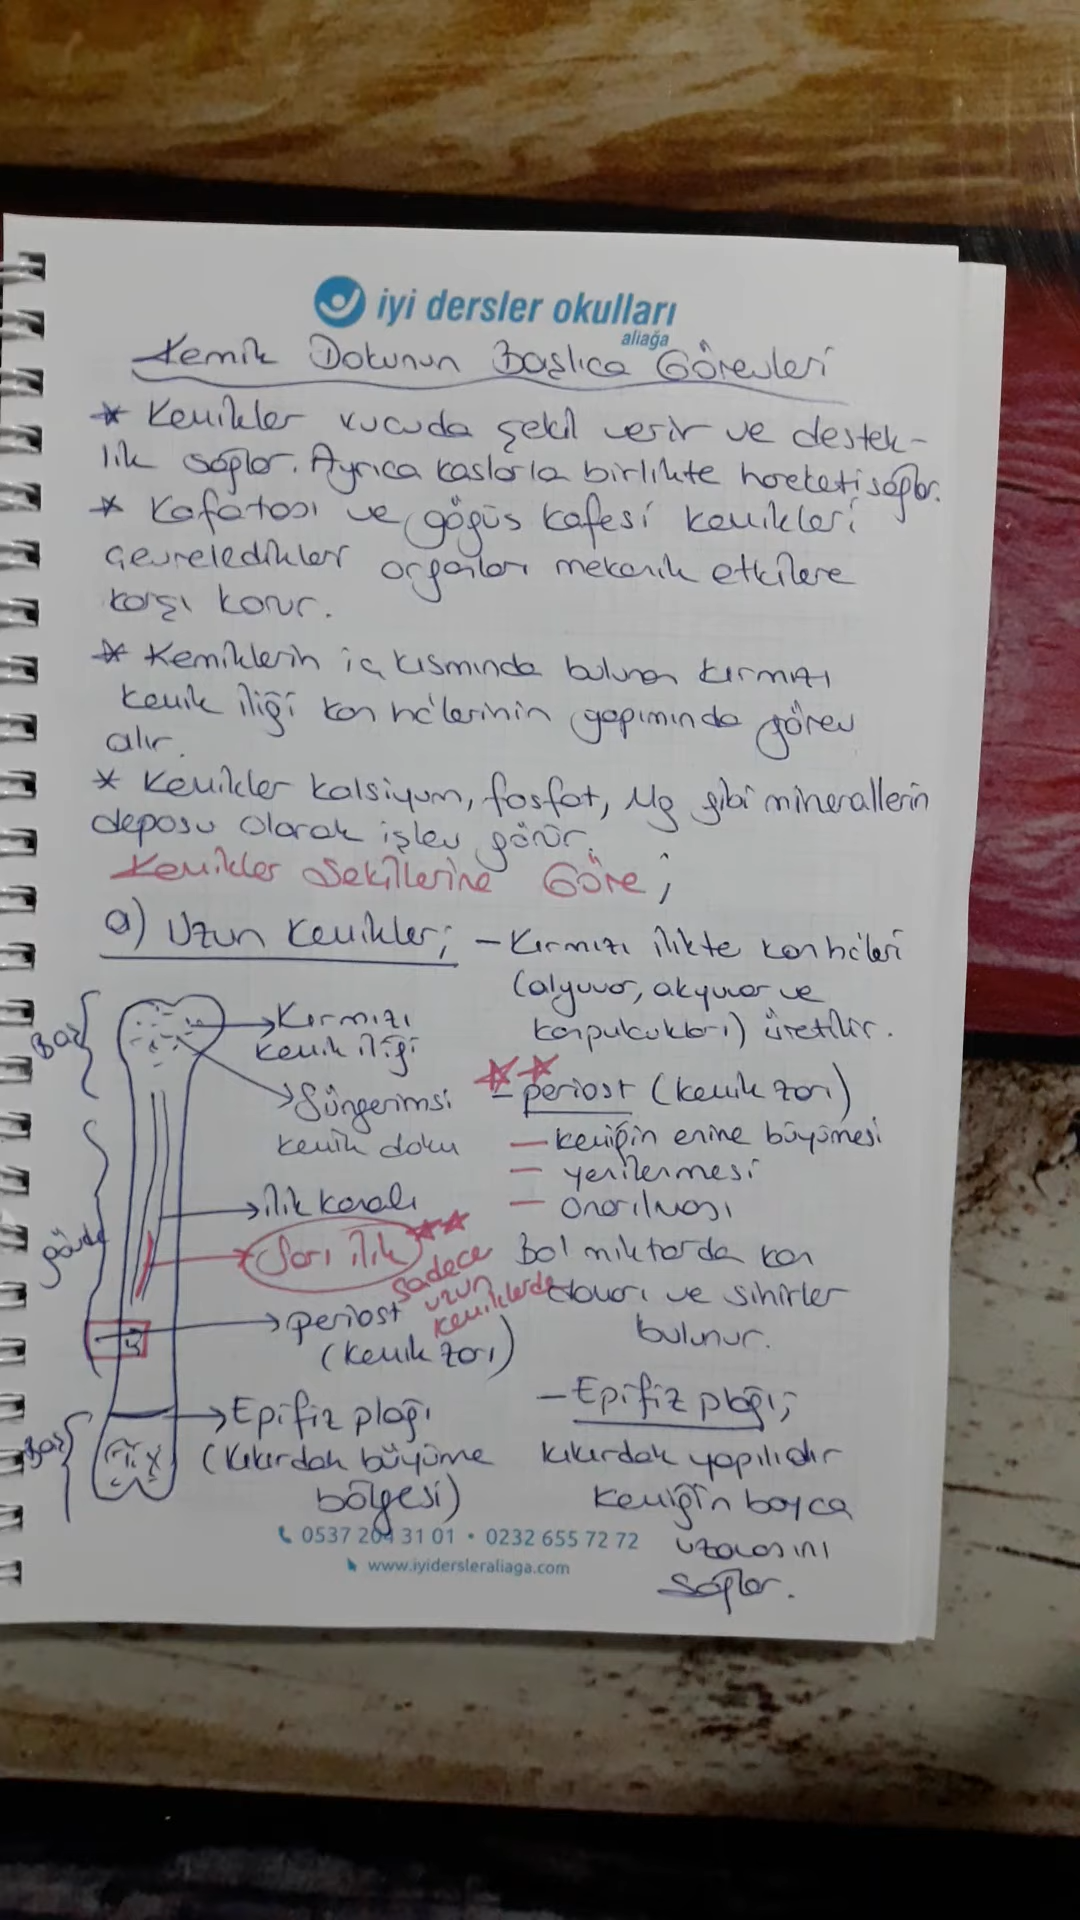 iyi dersler okulları
aliağa
Kemik Dokunun Başlıca Görevleri
* Kemikler vucuda şekil verir ve destek-
lik sağlar. Ayrıca kaslarla birlikte hareketi sağlar.
* Kafatası ve göğüs kafesi kemikleri
çevreledikleri organları mekanik etkilere
karşı korur.
* Kemiklerin iç kısmında bulunan kırmızı
kemik iliği kan hc'lerinin yapımında görev
alır.
* Kemikler kalsiyum, fosfat, Mg gibi minerallerin
deposu olarak işlev görür.
Kemikler Şekillerine Göre;
a) Uzun Kemikler;
- Kırmızı ilikte kan hc'leri
(alyuvar, akyuvar ve
kan pulcukları) üretilir.
Baş
Kırmızı
kemik iliği
Süngerimsi
kemik doku
- periost (kemik zarı)
- kemiğin enine büyümesi
- yenilenmesi
- onarılması
Bol miktarda kan
damarı ve sinirler
bulunur.
gövde
ilik kanalı
Sarı ilik
sadece
uzun
kemiklerde
periost
(kemik zarı)
Baş
Epifiz plağı
(kıkırdak büyüme
bölgesi)
- Epifiz plağı;
kıkırdak yapılıdır
kemiğin boyca
uzamasını
sağlar.
0537 204 31 01 • 0232 655 72 72
www.iyidersleraliaga.com